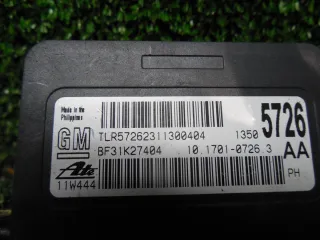 Made in the
Philippines
GM
TLR57262311300404 1350
5726
BF31K27404 10.1701-0726.3
AA
Ate
11W444
PH